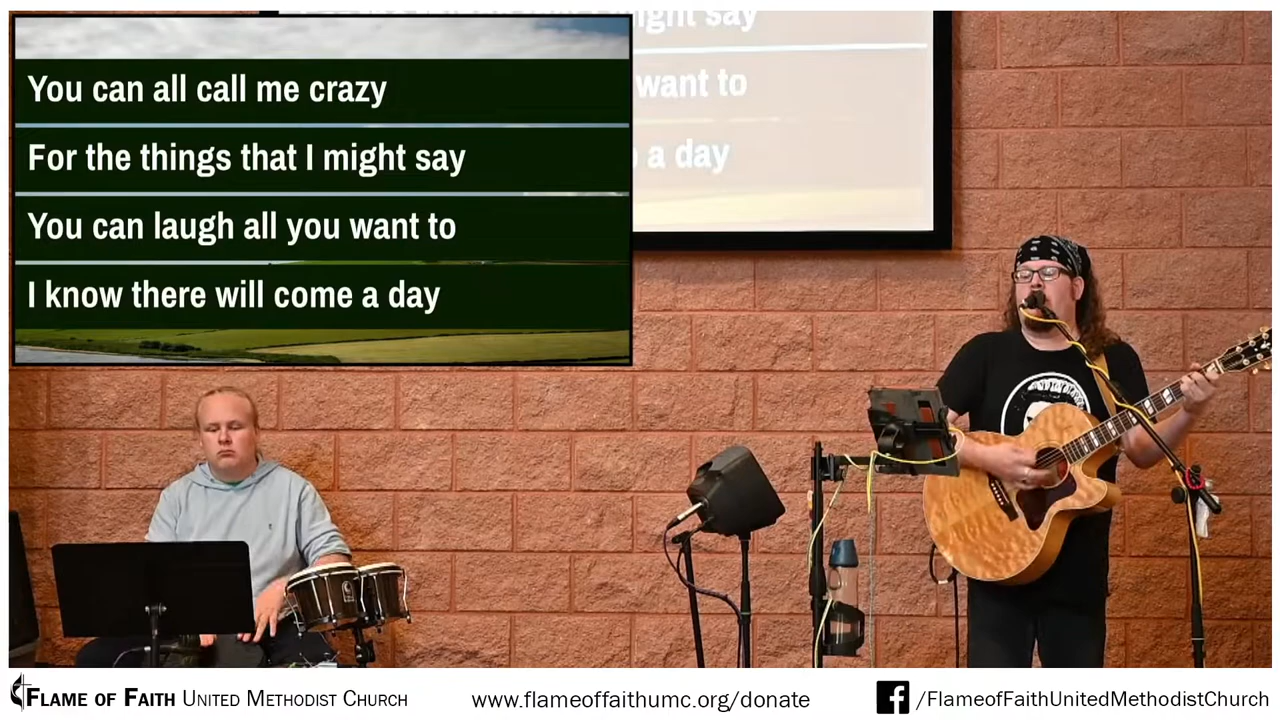 You can all call me crazy
For the things that I might say
You can laugh all you want to
I know there will come a day
ight say
want to
a day
FLAME OF FAITH UNITED METHODIST CHURCH
www.flameoffaithumc.org/donate
/FlameofFaithUnitedMethodistChurch